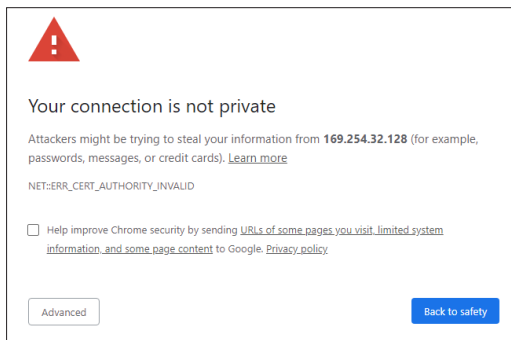 Your connection is not private
Attackers might be trying to steal your information from 169.254.32.128 (for example,
passwords, messages, or credit cards). Learn more
NET::ERR_CERT_AUTHORITY_INVALID
Help improve Chrome security by sending URLs of some pages you visit, limited system
information, and some page content to Google. Privacy policy
Advanced
Back to safety